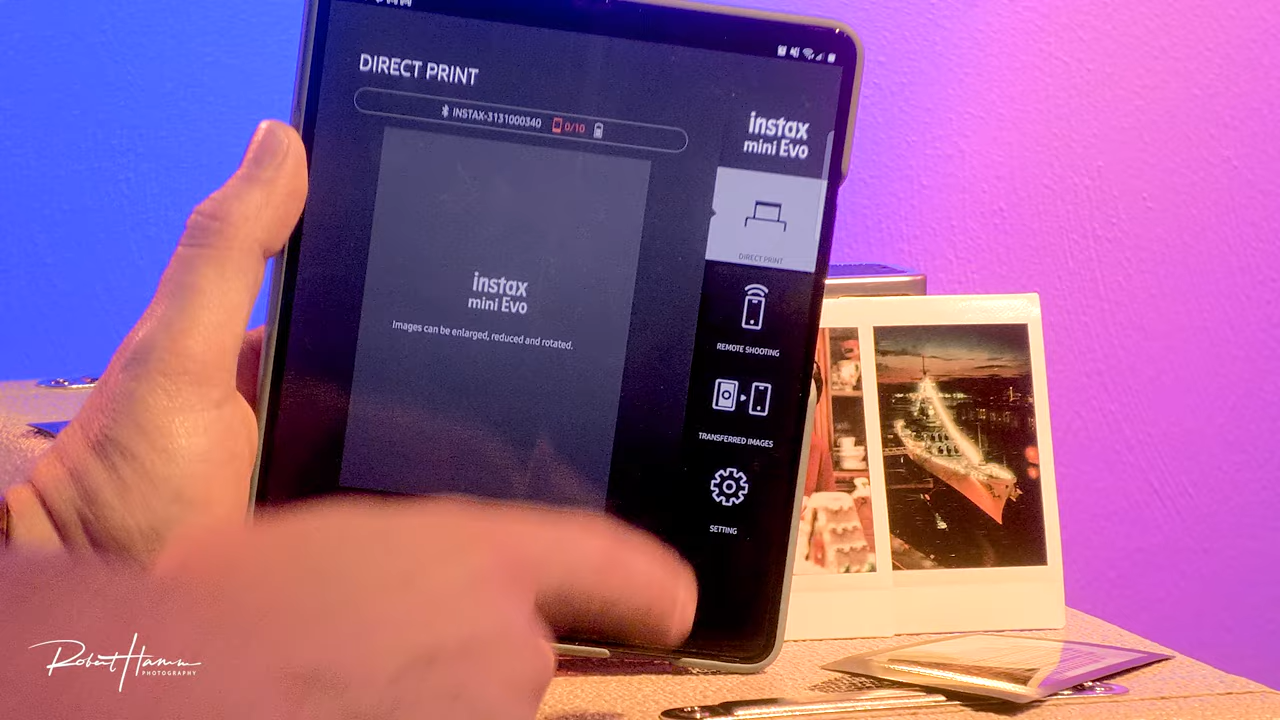 DIRECT PRINT
INSTAX-3131000340 0/10
instax
mini Evo
DIRECT PRINT
instax
mini Evo
Images can be enlarged, reduced and rotated.
REMOTE SHOOTING
TRANSFERRED IMAGES
SETTING
Robert Hamm
PHOTOGRAPHY